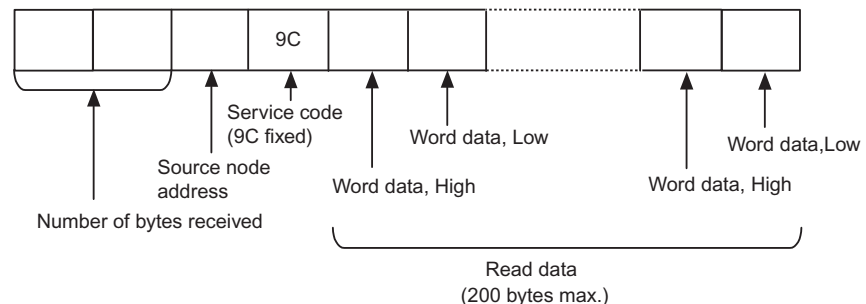 9C
Service code
(9C fixed)
Word data, Low
Word data,Low
Source node
address
Word data, High
Word data, High
Number of bytes received
Read data
(200 bytes max.)